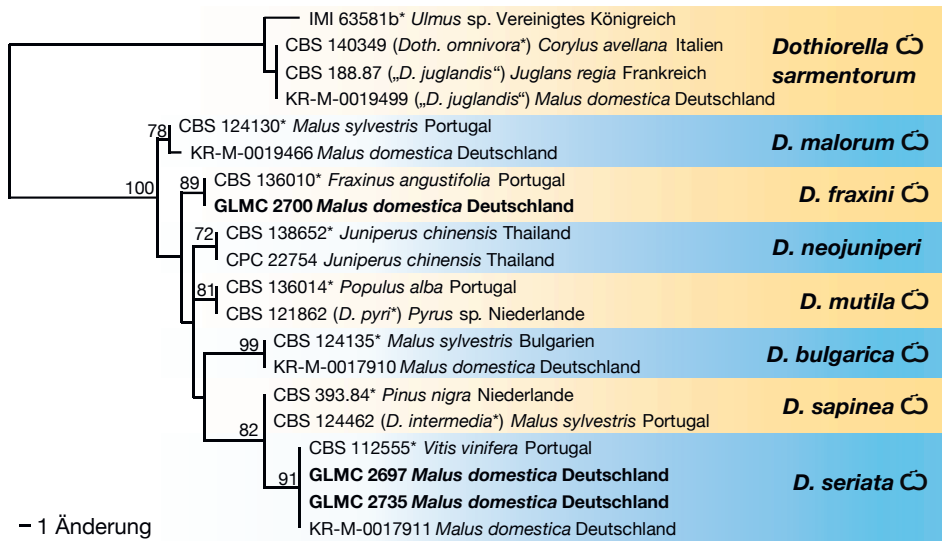 IMI 63581b* Ulmus sp. Vereinigtes Königreich
CBS 140349 (Doth. omnivora*) Corylus avellana Italien
CBS 188.87 („D. juglandis“) Juglans regia Frankreich
KR-M-0019499 („D. juglandis“) Malus domestica Deutschland
Dothiorella
sarmentorum
78
CBS 124130* Malus sylvestris Portugal
KR-M-0019466 Malus domestica Deutschland
D. malorum
100
89
CBS 136010* Fraxinus angustifolia Portugal
GLMC 2700 Malus domestica Deutschland
D. fraxini
72
CBS 138652* Juniperus chinensis Thailand
CPC 22754 Juniperus chinensis Thailand
D. neojuniperi
81
CBS 136014* Populus alba Portugal
CBS 121862 (D. pyri*) Pyrus sp. Niederlande
D. mutila
99
CBS 124135* Malus sylvestris Bulgarien
KR-M-0017910 Malus domestica Deutschland
D. bulgarica
82
CBS 393.84* Pinus nigra Niederlande
CBS 124462 (D. intermedia*) Malus sylvestris Portugal
D. sapinea
91
CBS 112555* Vitis vinifera Portugal
GLMC 2697 Malus domestica Deutschland
GLMC 2735 Malus domestica Deutschland
KR-M-0017911 Malus domestica Deutschland
D. seriata
1 Änderung